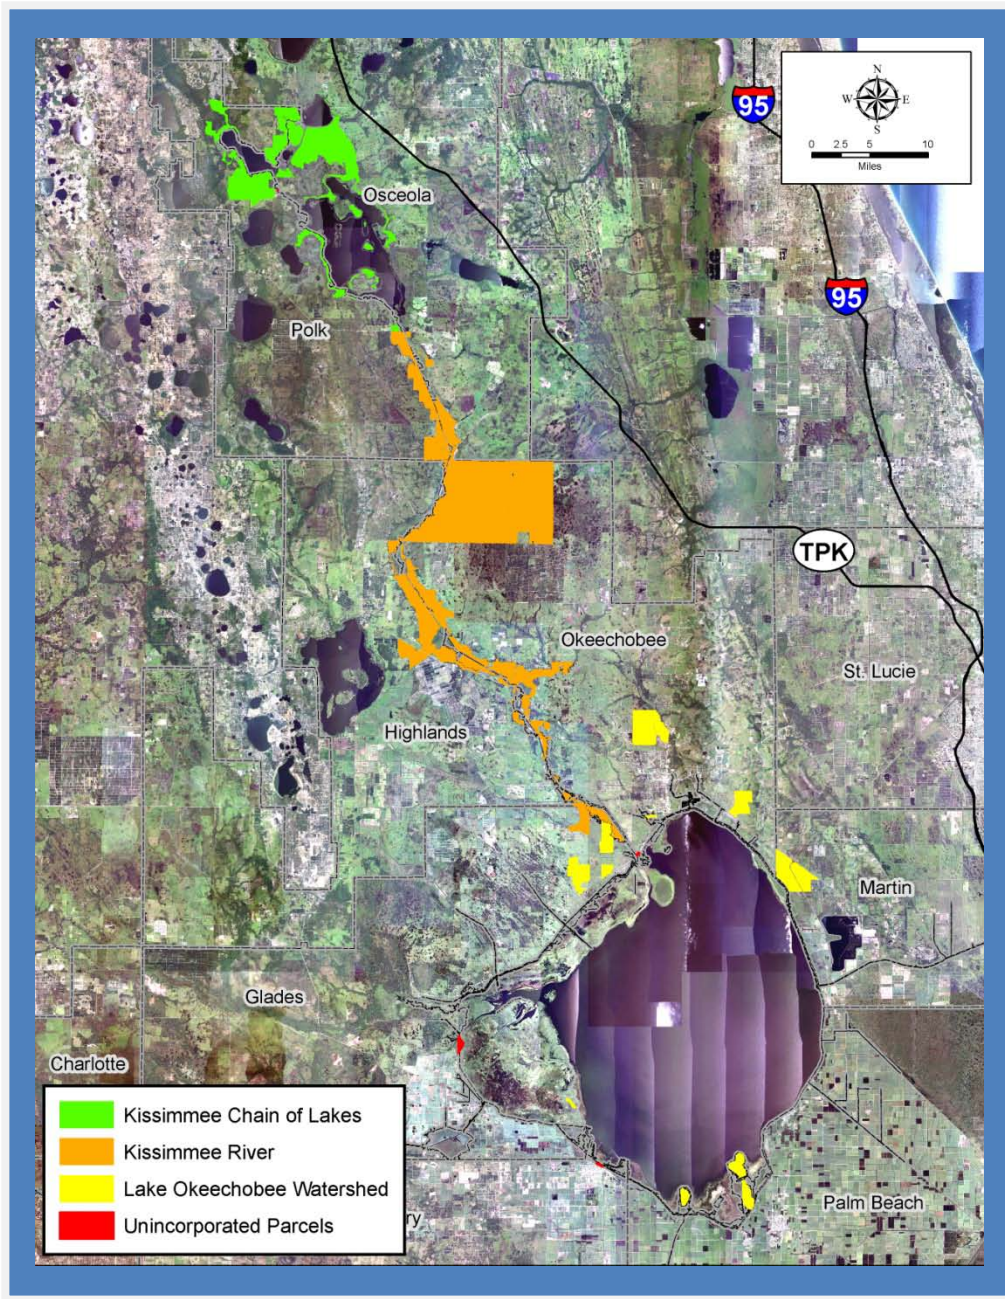 N
W
E
S
0 2.5 5 10
Miles
95
95
Osceola
Polk
TPK
Okeechobee
St. Lucie
Highlands
Martin
Glades
Charlotte
Kissimmee Chain of Lakes
Kissimmee River
Lake Okeechobee Watershed
Unincorporated Parcels
ry
Palm Beach